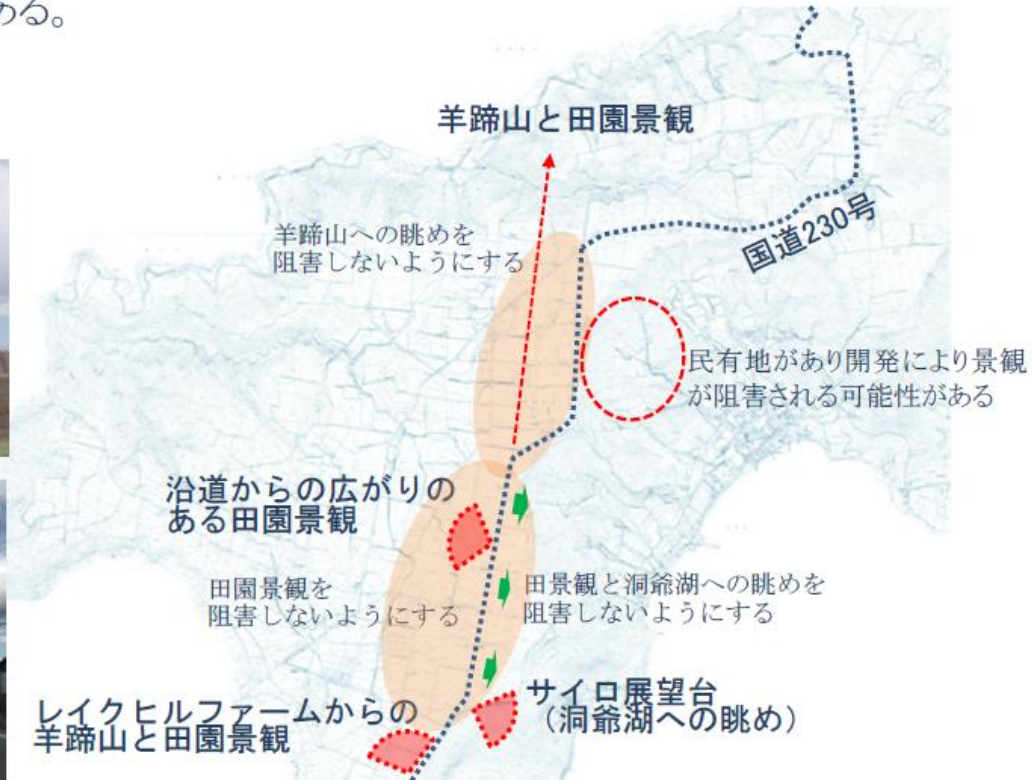 める。
羊蹄山と田園景観
国道230号
羊蹄山への眺めを
阻害しないようにする
民有地があり開発により景観
が阻害される可能性がある
沿道からの広がりの
ある田園景観
田園景観を
阻害しないようにする
田景観と洞爺湖への眺めを
阻害しないようにする
サイロ展望台
(洞爺湖への眺め)
レイクヒルファームからの
羊蹄山と田園景観